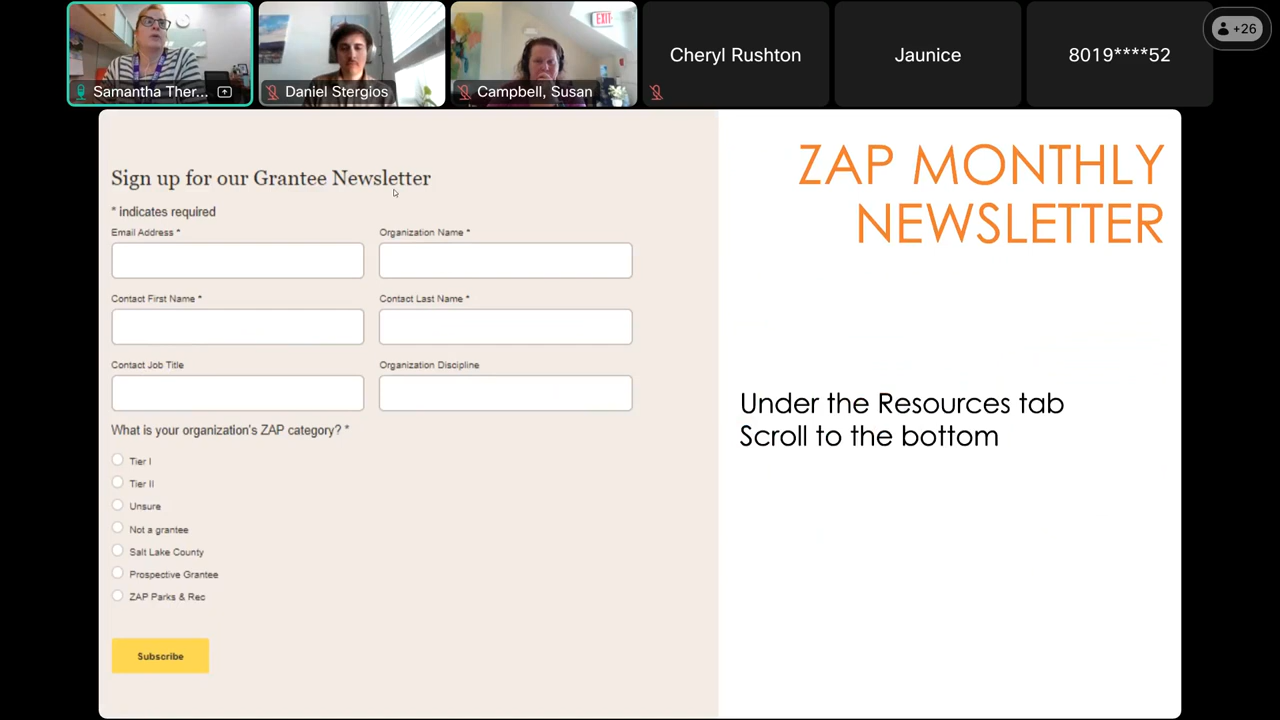 EXIT
+26
Samantha Ther...
Daniel Stergios
Campbell, Susan
Cheryl Rushton
Jaunice
8019****52
Sign up for our Grantee Newsletter
* indicates required
Email Address *
Organization Name *
Contact First Name *
Contact Last Name *
Contact Job Title
Organization Discipline
What is your organization's ZAP category? *
Tier I
Tier II
Unsure
Not a grantee
Salt Lake County
Prospective Grantee
ZAP Parks & Rec
Subscribe
ZAP MONTHLY
NEWSLETTER
Under the Resources tab
Scroll to the bottom